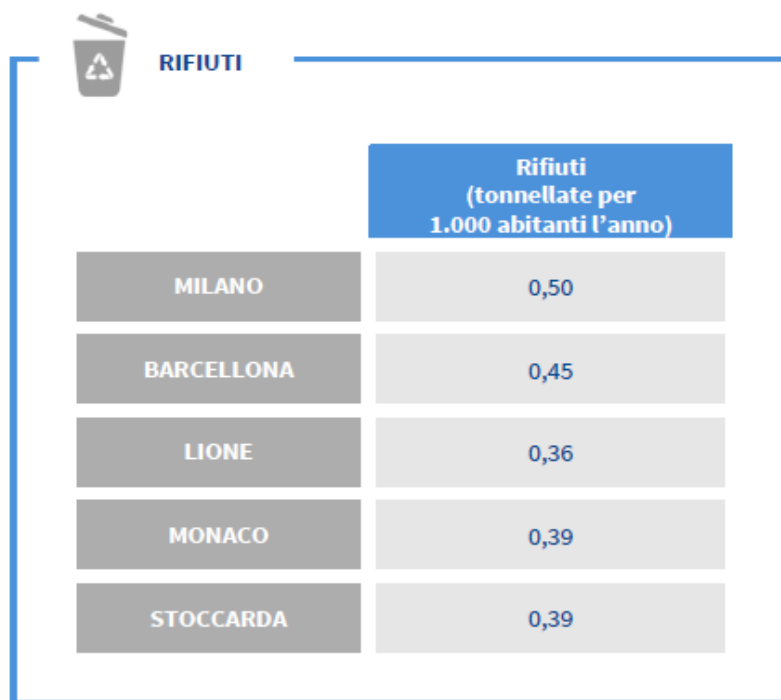 RIFIUTI
Rifiuti
(tonnellate per
1.000 abitanti l'anno)
MILANO 0,50
BARCELLONA 0,45
LIONE 0,36
MONACO 0,39
STOCCARDA 0,39